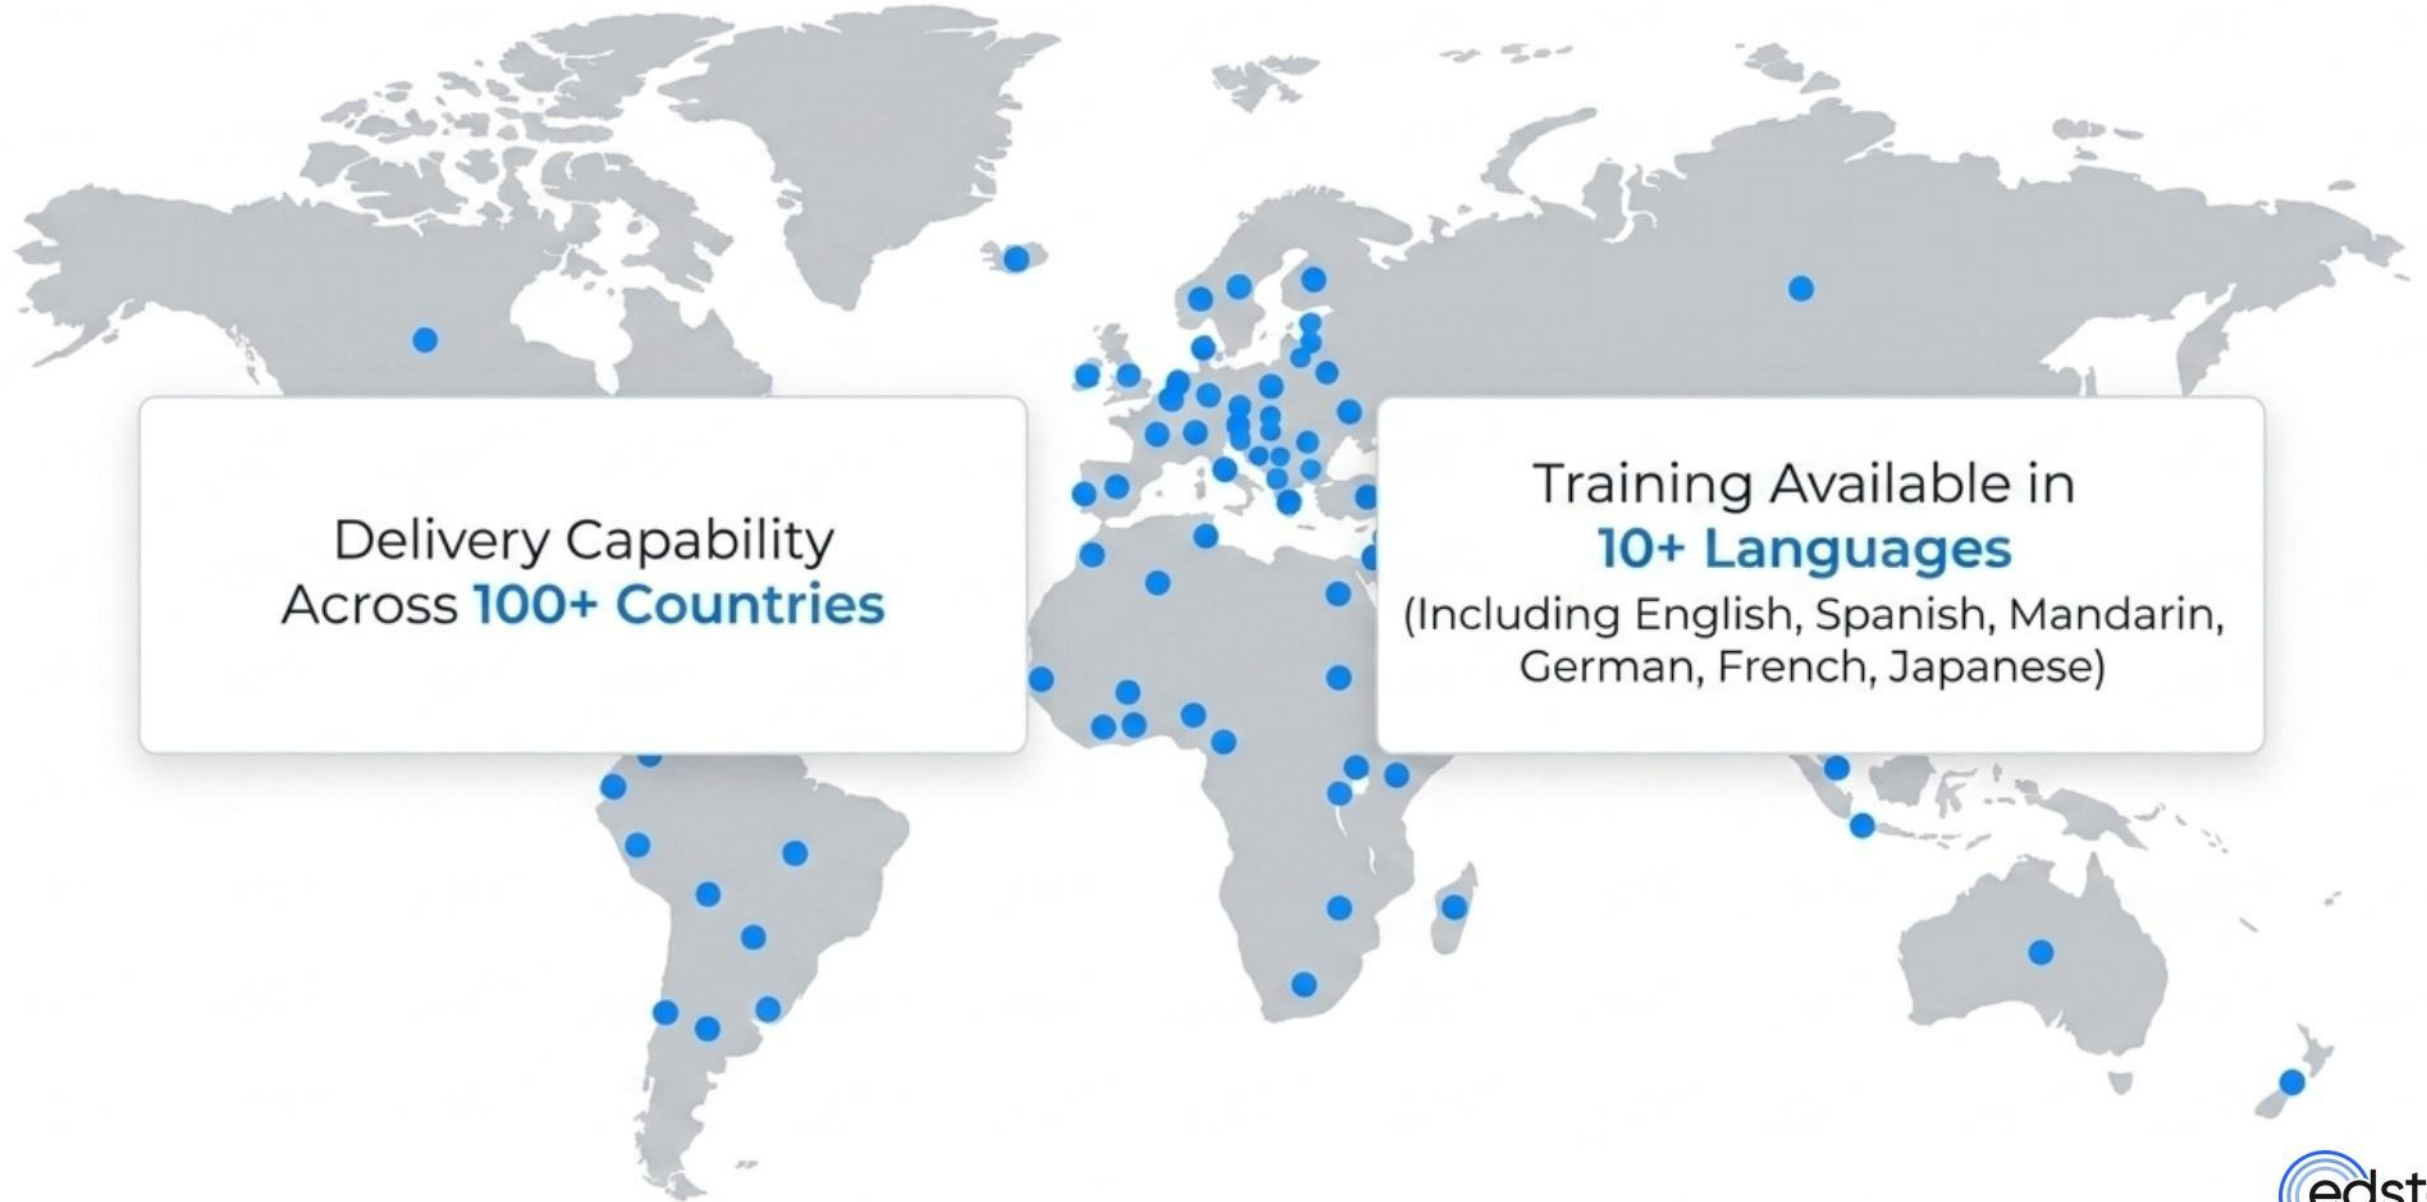 Delivery Capability
Across 100+ Countries
Training Available in
10+ Languages
(Including English, Spanish, Mandarin,
German, French, Japanese)